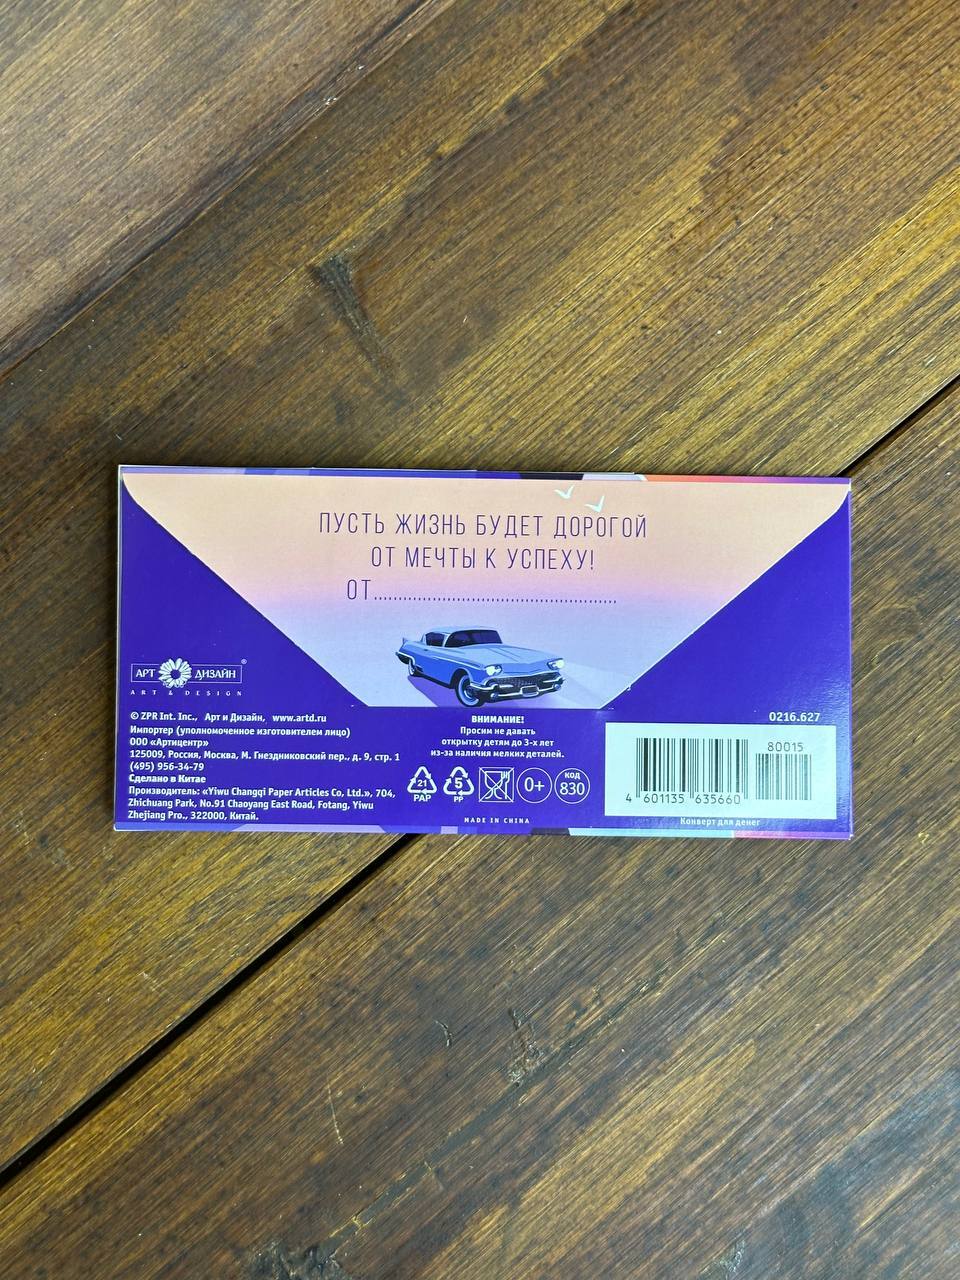 ПУСТЬ ЖИЗНЬ БУДЕТ ДОРОГОЙ
ОТ МЕЧТЫ К УСПЕХУ!
ОТ..................................................
АРТ ДИЗАЙН®
ART & DESIGN
© ZPR Int. Inc., Арт и Дизайн, www.artd.ru
Импортер (уполномоченное изготовителем лицо)
ООО «Артицентр»
125009, Россия, Москва, М. Гнездниковский пер., д. 9, стр. 1
(495) 956-34-79
Сделано в Китае
Производитель: «Yiwu Changqi Paper Articles Co, Ltd.», 704,
Zhichuang Park, No.91 Chaoyang East Road, Fotang, Yiwu
Zhejiang Pro., 322000, Китай.
ВНИМАНИЕ!
Просим не давать
открытку детям до 3-х лет
из-за наличия мелких деталей.
21
PAP
5
PP
0+
КОД
830
MADE IN CHINA
0216.627
80015
4 601135 635660
Конверт для денег